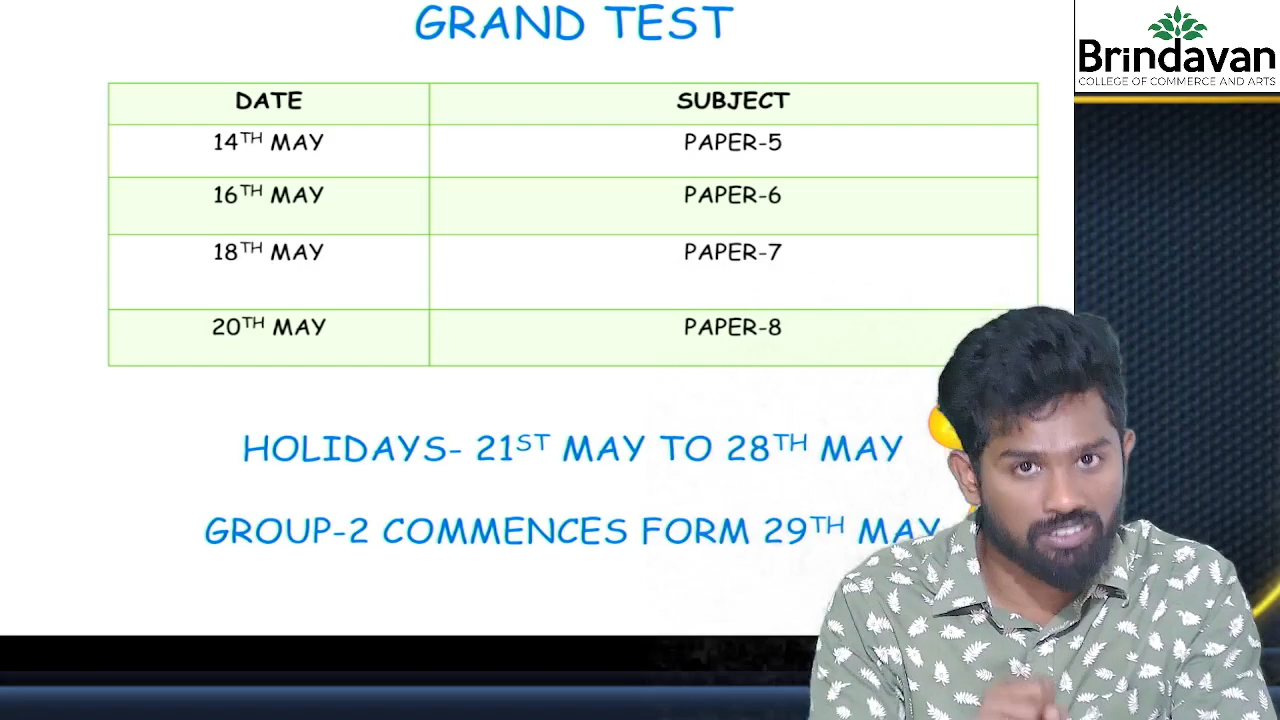 GRAND TEST
Brindavan
COLLEGE OF COMMERCE AND ARTS
DATE SUBJECT
14TH MAY PAPER-5
16TH MAY PAPER-6
18TH MAY PAPER-7
20TH MAY PAPER-8
HOLIDAYS- 21ST MAY TO 28TH MAY
GROUP-2 COMMENCES FORM 29TH MAY